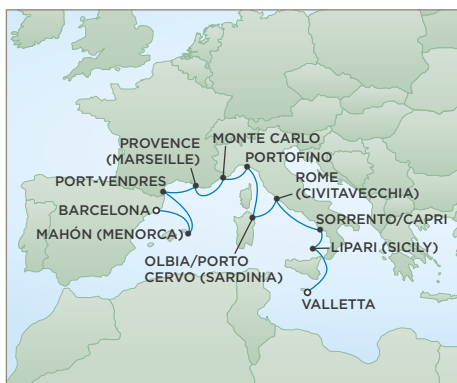 MONTE CARLO
PROVENCE
(MARSEILLE)
PORTOFINO
PORT-VENDRES
ROME
(CIVITAVECCHIA)
BARCELONA
SORRENTO/CAPRI
MAHÓN (MENORCA)
LIPARI (SICILY)
OLBIA/PORTO
CERVO (SARDINIA)
VALLETTA